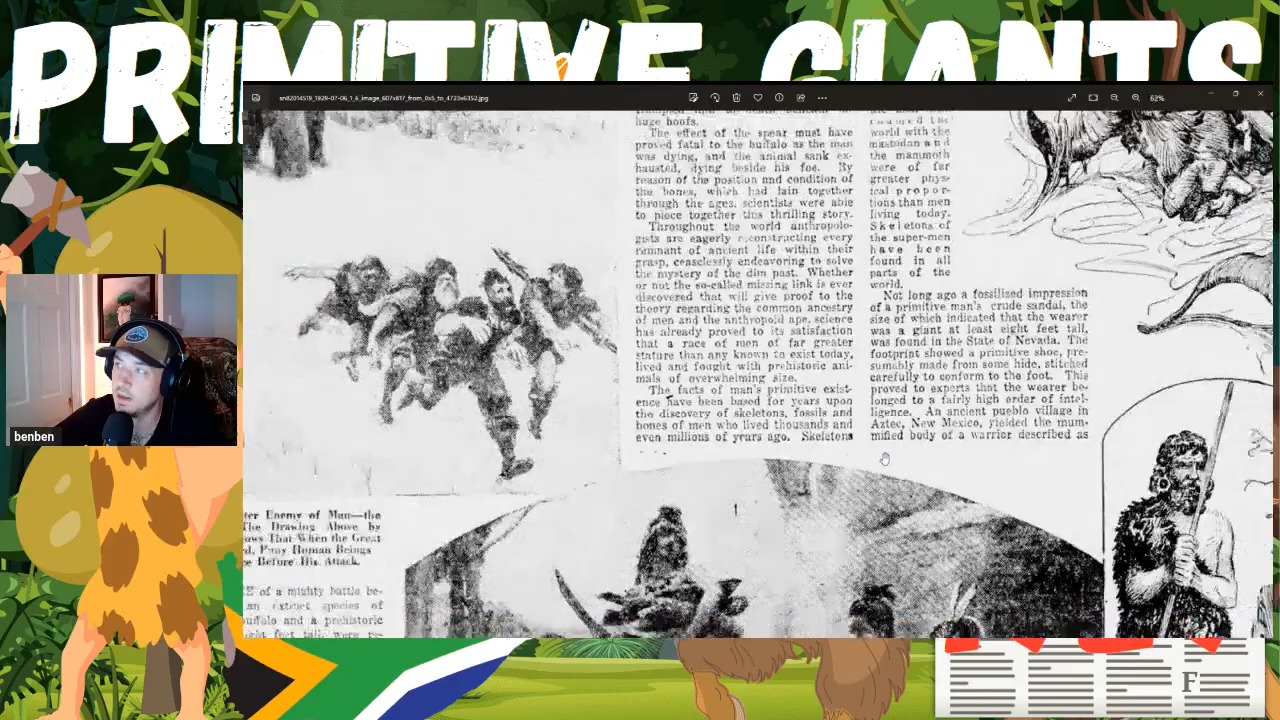 PRIMITIVE GIANTS
sn82014519_1929-07-06_1_6_image_607x817_from_0x5_to_4723x6352.jpg
62%
huge hoofs.
The effect of the spear must have
proved fatal to the buffalo as the man
was dying, and the animal sank ex-
hausted, dying beside his foe. By
reason of the position and condition of
the bones, which had lain together
through the ages, scientists were able
to piece together this thrilling story.
Throughout the world anthropolo-
gists are eagerly reconstructing every
remnant of ancient life within their
grasp, ceaselessly endeavoring to solve
the mystery of the dim past. Whether
or not the so-called missing link is ever
discovered that will give proof to the
theory regarding the common ancestry
of men and the anthropoid ape, science
has already proved to its satisfaction
that a race of men of far greater
stature than any known to exist today,
lived and fought with prehistoric ani-
mals of overwhelming size.
The facts of man's primitive exist-
ence have been based for years upon
the discovery of skeletons, fossils and
bones of men who lived thousands and
even millions of years ago. Skeletons
roamed the
world with the
mastodan and
the mammoth
were of far
greater phys-
ical propor-
tions than men
living today.
Skeletons of
the super-men
have been
found in all
parts of the
world.
Not long ago a fossilized impression
of a primitive man's crude sandal, the
size of which indicated that the wearer
was a giant at least eight feet tall,
was found in the State of Nevada. The
footprint showed a primitive shoe, pre-
sumably made from some hide, stitched
carefully to conform to the foot. This
proved to experts that the wearer be-
longed to a fairly high order of intel-
ligence. An ancient pueblo village in
Aztec, New Mexico, yielded the mum-
mified body of a warrior described as
ter Enemy of Man—the
The Drawing Above by
ows That When the Great
d, Puny Human Beings
e Before His Attack.
of a mighty battle be-
an extinct species of
buffalo and a prehistoric
ght feet tall, were re-
benben
F